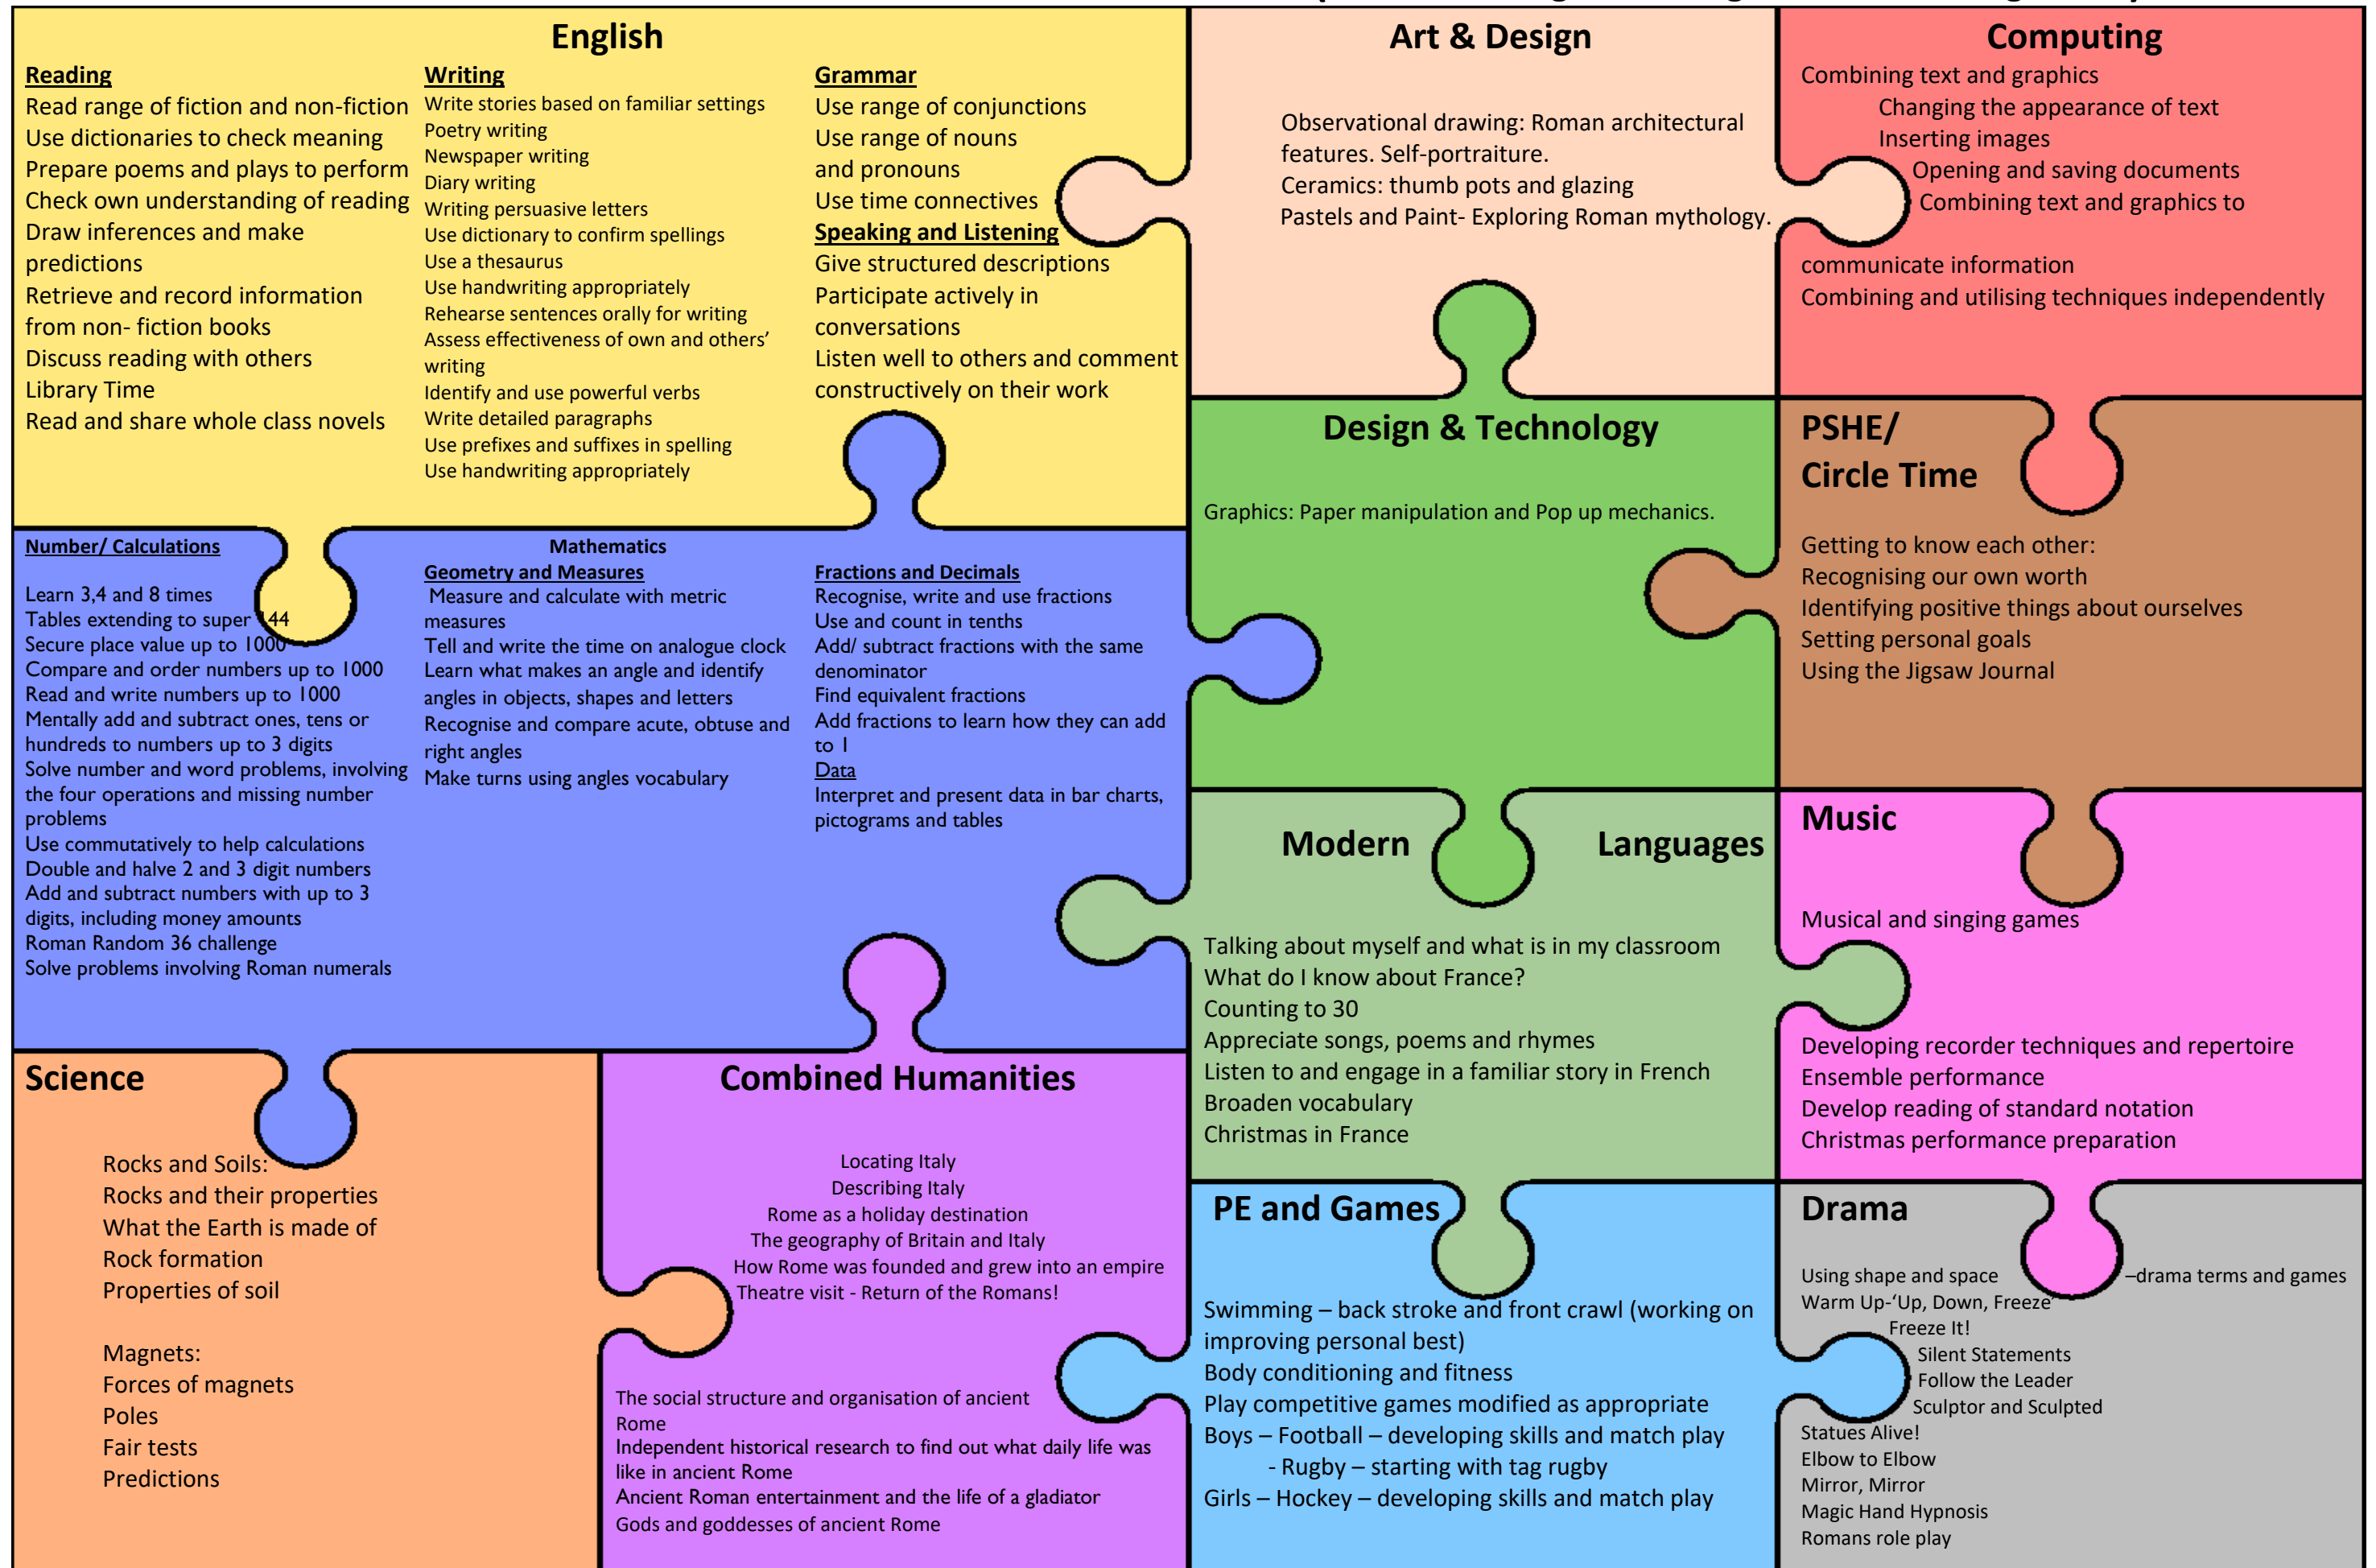 English
Reading
Read range of fiction and non-fiction
Use dictionaries to check meaning
Prepare poems and plays to perform
Check own understanding of reading
Draw inferences and make
predictions
Retrieve and record information
from non- fiction books
Discuss reading with others
Library Time
Read and share whole class novels
Writing
Write stories based on familiar settings
Poetry writing
Newspaper writing
Diary writing
Writing persuasive letters
Use dictionary to confirm spellings
Use a thesaurus
Use handwriting appropriately
Rehearse sentences orally for writing
Assess effectiveness of own and others’
writing
Identify and use powerful verbs
Write detailed paragraphs
Use prefixes and suffixes in spelling
Use handwriting appropriately
Grammar
Use range of conjunctions
Use range of nouns
and pronouns
Use time connectives
Speaking and Listening
Give structured descriptions
Participate actively in
conversations
Listen well to others and comment
constructively on their work
Art & Design
Observational drawing: Roman architectural
features. Self-portraiture.
Ceramics: thumb pots and glazing
Pastels and Paint- Exploring Roman mythology.
Computing
Combining text and graphics
Changing the appearance of text
Inserting images
Opening and saving documents
Combining text and graphics to
communicate information
Combining and utilising techniques independently
Design & Technology
Graphics: Paper manipulation and Pop up mechanics.
PSHE/
Circle Time
Getting to know each other:
Recognising our own worth
Identifying positive things about ourselves
Setting personal goals
Using the Jigsaw Journal
Mathematics
Number/ Calculations
Learn 3,4 and 8 times
Tables extending to super 144
Secure place value up to 1000
Compare and order numbers up to 1000
Read and write numbers up to 1000
Mentally add and subtract ones, tens or
hundreds to numbers up to 3 digits
Solve number and word problems, involving
the four operations and missing number
problems
Use commutatively to help calculations
Double and halve 2 and 3 digit numbers
Add and subtract numbers with up to 3
digits, including money amounts
Roman Random 36 challenge
Solve problems involving Roman numerals
Geometry and Measures
Measure and calculate with metric
measures
Tell and write the time on analogue clock
Learn what makes an angle and identify
angles in objects, shapes and letters
Recognise and compare acute, obtuse and
right angles
Make turns using angles vocabulary
Fractions and Decimals
Recognise, write and use fractions
Use and count in tenths
Add/ subtract fractions with the same
denominator
Find equivalent fractions
Add fractions to learn how they can add
to 1
Data
Interpret and present data in bar charts,
pictograms and tables
Modern Languages
Talking about myself and what is in my classroom
What do I know about France?
Counting to 30
Appreciate songs, poems and rhymes
Listen to and engage in a familiar story in French
Broaden vocabulary
Christmas in France
Music
Musical and singing games
Developing recorder techniques and repertoire
Ensemble performance
Develop reading of standard notation
Christmas performance preparation
Science
Rocks and Soils:
Rocks and their properties
What the Earth is made of
Rock formation
Properties of soil
Magnets:
Forces of magnets
Poles
Fair tests
Predictions
Combined Humanities
Locating Italy
Describing Italy
Rome as a holiday destination
The geography of Britain and Italy
How Rome was founded and grew into an empire
Theatre visit - Return of the Romans!
The social structure and organisation of ancient
Rome
Independent historical research to find out what daily life was
like in ancient Rome
Ancient Roman entertainment and the life of a gladiator
Gods and goddesses of ancient Rome
PE and Games
Swimming – back stroke and front crawl (working on
improving personal best)
Body conditioning and fitness
Play competitive games modified as appropriate
Boys – Football – developing skills and match play
- Rugby – starting with tag rugby
Girls – Hockey – developing skills and match play
Drama
Using shape and space –drama terms and games
Warm Up-‘Up, Down, Freeze’
Freeze It!
Silent Statements
Follow the Leader
Sculptor and Sculpted
Statues Alive!
Elbow to Elbow
Mirror, Mirror
Magic Hand Hypnosis
Romans role play